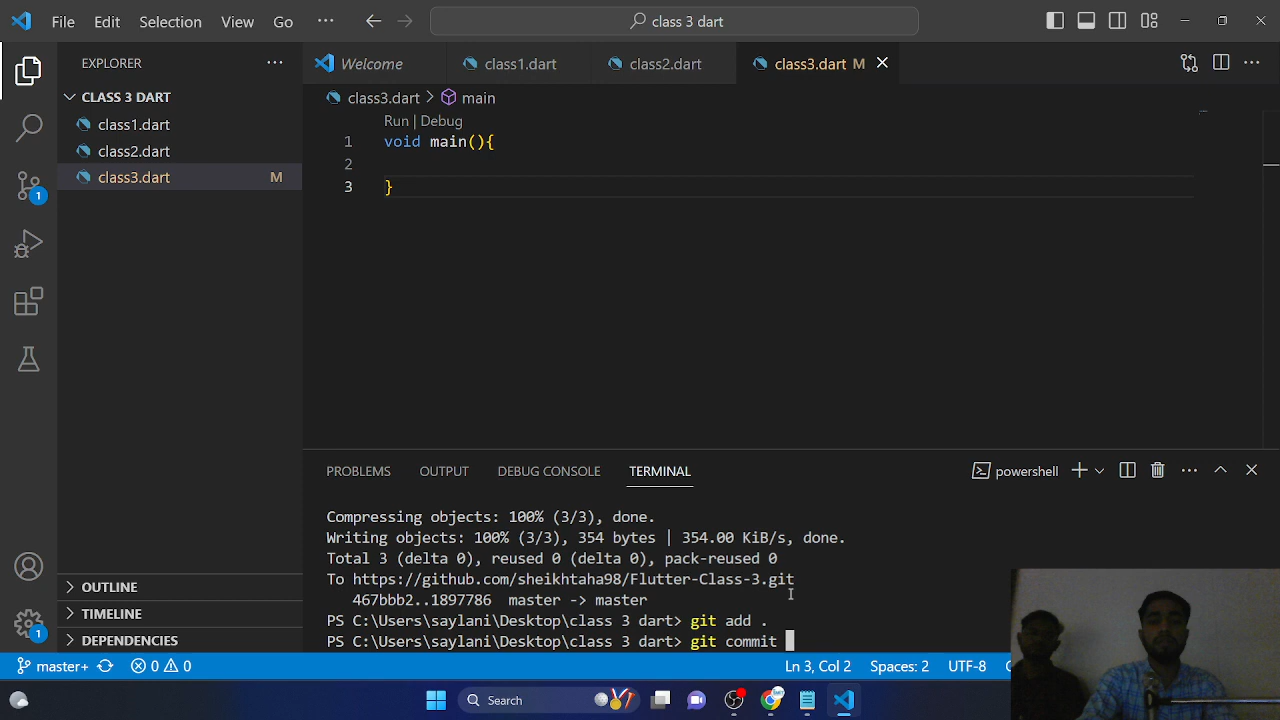 File Edit Selection View Go ··· class 3 dart
EXPLORER ···
Welcome class1.dart class2.dart class3.dart M
CLASS 3 DART
class1.dart
class2.dart
class3.dart M
class3.dart > main
Run | Debug
1 void main(){
2
3 }
1
PROBLEMS OUTPUT DEBUG CONSOLE TERMINAL powershell
Compressing objects: 100% (3/3), done.
Writing objects: 100% (3/3), 354 bytes | 354.00 KiB/s, done.
Total 3 (delta 0), reused 0 (delta 0), pack-reused 0
To https://github.com/sheikhtaha98/Flutter-Class-3.git
467bbb2..1897786 master -> master
PS C:\Users\saylani\Desktop\class 3 dart> git add .
PS C:\Users\saylani\Desktop\class 3 dart> git commit
OUTLINE
TIMELINE
DEPENDENCIES
1
master+ 0 0 Ln 3, Col 2 Spaces: 2 UTF-8
Search